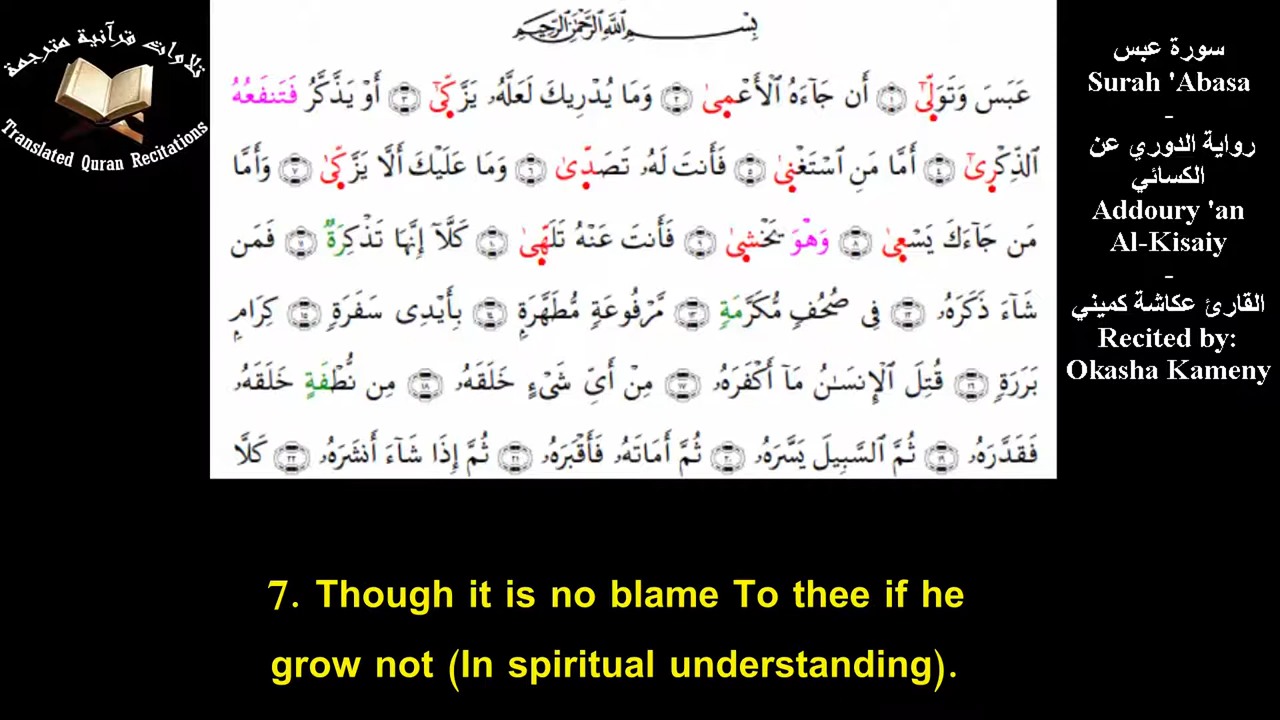 تلاوات قرآنية مترجمة
Translated Quran Recitations
بِسْمِ اللَّهِ الرَّحْمَٰنِ الرَّحِيمِ
عَبَسَ وَتَوَلَّىٰٓ ١ أَن جَآءَهُ ٱلْأَعْمِىٰ ٢ وَمَا يُدْرِيكَ لَعَلَّهُۥ يَزَّكِّىٰٓ ٣ أَوْ يَذَّكَّرُ فَتَنفَعُهُ
ٱلذِّكْرِىٰٓ ٤ أَمَّا مَنِ ٱسْتَغْنِىٰ ٥ فَأَنتَ لَهُۥ تَصَدِّىٰ ٦ وَمَا عَلَيْكَ أَلَّا يَزَّكِّىٰ ٧ وَأَمَّا
مَن جَآءَكَ يَسْعِىٰ ٨ وَهْوَ يَخْشِىٰ ٩ فَأَنتَ عَنْهُ تَلَهِّىٰ ١٠ كَلَّآ إِنَّهَا تَذْكِرَةٌ ١١ فَمَن
شَآءَ ذَكَرَهُۥ ١٢ فِى صُحُفٍ مُّكَرَّمَةٍ ١٣ مَّرْفُوعَةٍ مُّطَهَّرَةٍ ١٤ بِأَيْدِى سَفَرَةٍ ١٥ كِرَامٍ
بَرَرَةٍ ١٦ قُتِلَ ٱلْإِنسَٰنُ مَآ أَكْفَرَهُۥ ١٧ مِنْ أَىِّ شَىْءٍ خَلَقَهُۥ ١٨ مِن نُّطْفَةٍ خَلَقَهُۥ
فَقَدَّرَهُۥ ١٩ ثُمَّ ٱلسَّبِيلَ يَسَّرَهُۥ ٢٠ ثُمَّ أَمَاتَهُۥ فَأَقْبَرَهُۥ ٢١ ثُمَّ إِذَا شَآءَ أَنشَرَهُۥ ٢٢ كَلَّا
سورة عبس
Surah 'Abasa
-
رواية الدوري عن
الكسائي
Addoury 'an
Al-Kisaiy
-
القارئ عكاشة كميني
Recited by:
Okasha Kameny
7. Though it is no blame To thee if he
grow not (In spiritual understanding).